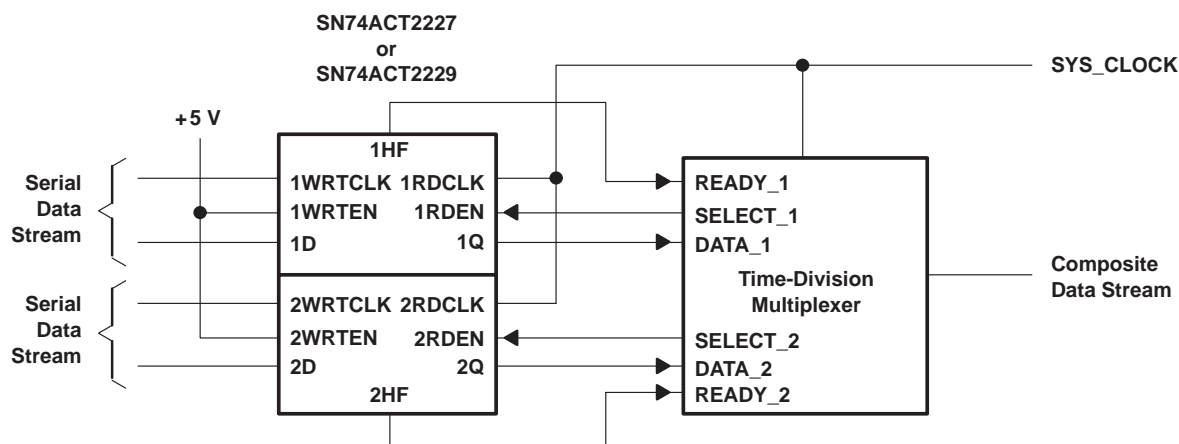 SN74ACT2227
or
SN74ACT2229
SYS_CLOCK
+5 V
1HF
Serial
Data
Stream
1WRTCLK 1RDCLK
1WRTEN 1RDEN
1D 1Q
READY_1
SELECT_1
DATA_1
Time-Division
Multiplexer
Composite
Data Stream
Serial
Data
Stream
2WRTCLK 2RDCLK
2WRTEN 2RDEN
2D 2Q
2HF
SELECT_2
DATA_2
READY_2